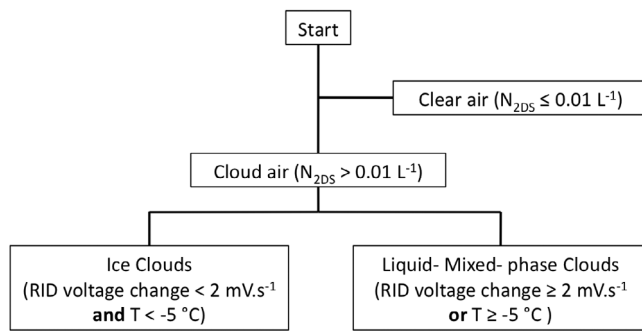 Start
Clear air (N₂DS ≤ 0.01 L⁻¹)
Cloud air (N₂DS > 0.01 L⁻¹)
Ice Clouds
(RID voltage change < 2 mV.s⁻¹
and T < -5 °C)
Liquid- Mixed- phase Clouds
(RID voltage change ≥ 2 mV.s⁻¹
or T ≥ -5 °C )